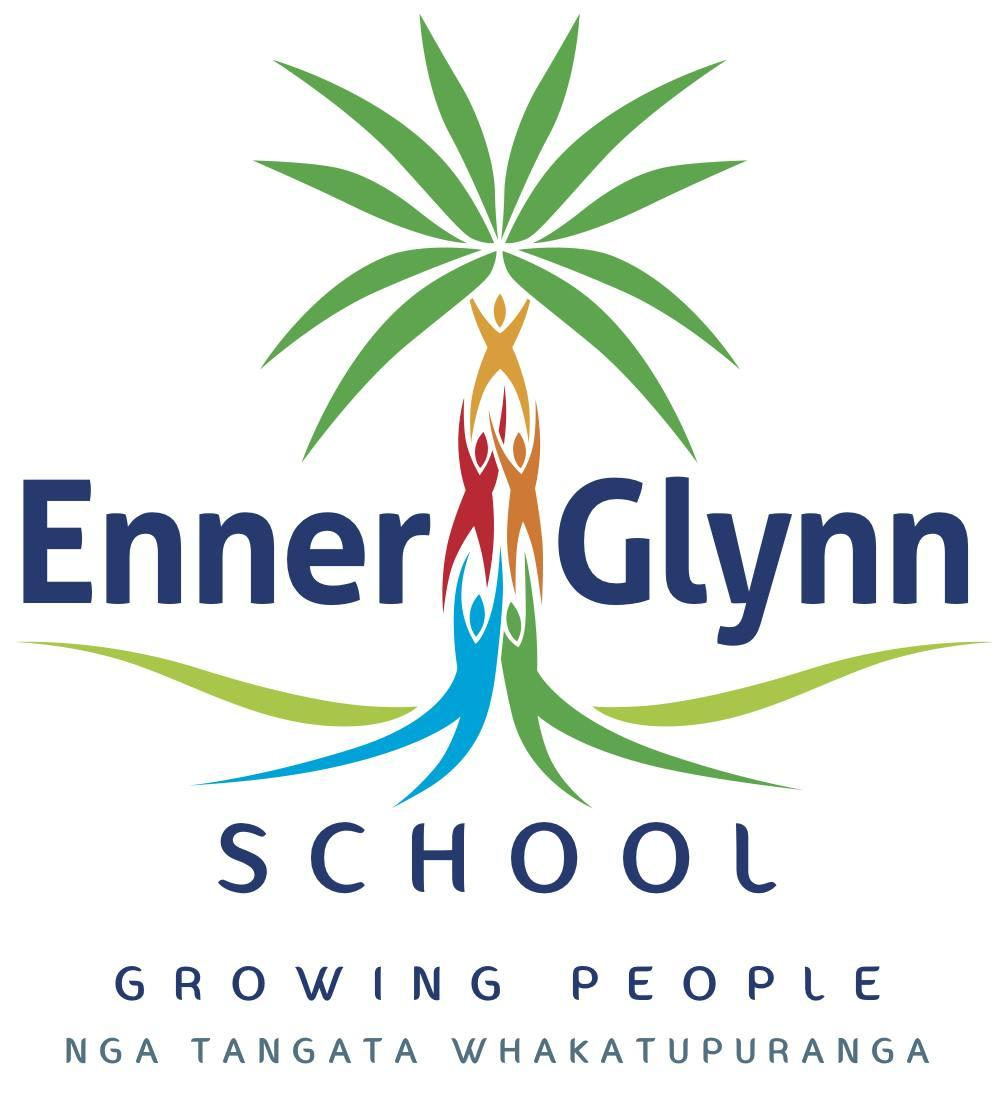 Enner Glynn
SCHOOL
GROWING PEOPLE
NGA TANGATA WHAKATUPURANGA